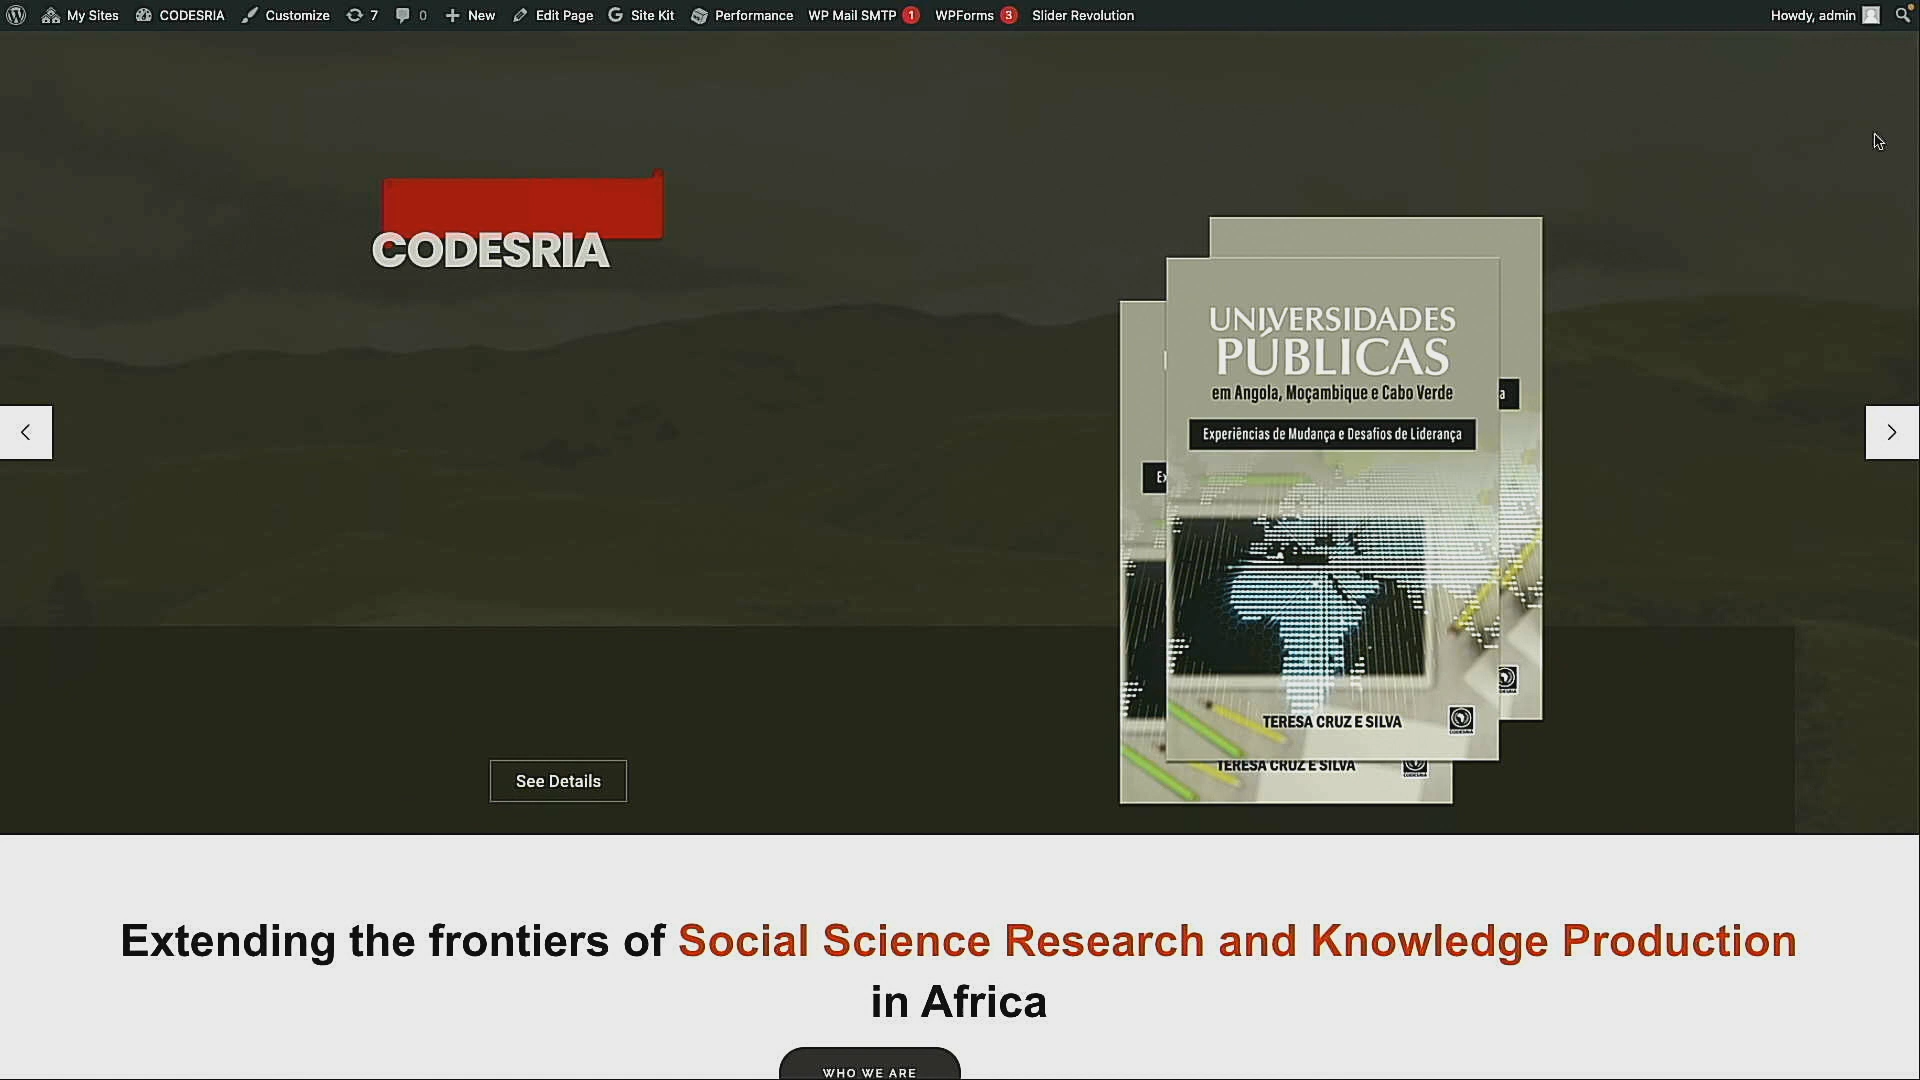 My Sites CODESRIA Customize 7 0 New Edit Page Site Kit Performance WP Mail SMTP 1 WPForms 3 Slider Revolution Howdy, admin
CODESRIA
UNIVERSIDADES
PÚBLICAS
em Angola, Moçambique e Cabo Verde
Experiências de Mudança e Desafios de Liderança
a
Ex
TERESA CRUZ E SILVA
CODESRIA
TERESA CRUZ E SILVA
See Details
Extending the frontiers of Social Science Research and Knowledge Production
in Africa
WHO WE ARE